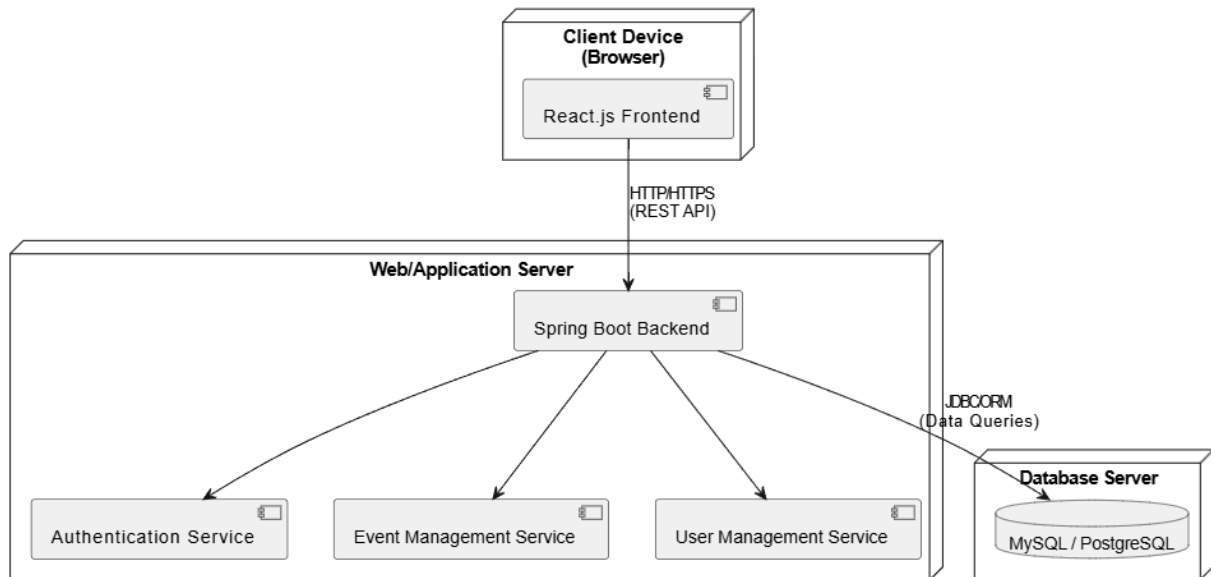 Client Device
(Browser)
React.js Frontend
HTTP/HTTPS
(REST API)
Web/Application Server
Spring Boot Backend
JDBC/ORM
(Data Queries)
Database Server
Authentication Service
Event Management Service
User Management Service
MySQL / PostgreSQL